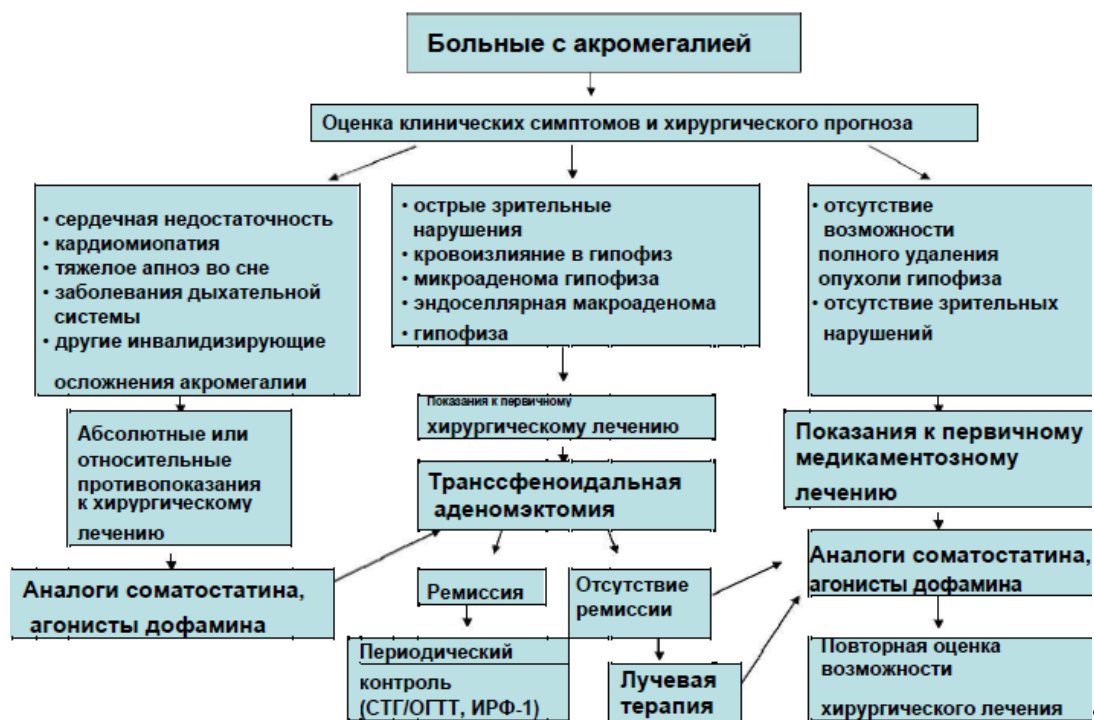 Больные с акромегалией
Оценка клинических симптомов и хирургического прогноза
• сердечная недостаточность
• кардиомиопатия
• тяжелое апноэ во сне
• заболевания дыхательной
системы
• другие инвалидизирующие
осложнения акромегалии
• острые зрительные
нарушения
• кровоизлияние в гипофиз
• микроаденома гипофиза
• эндоселлярная макроаденома
• гипофиза
• отсутствие
возможности
полного удаления
опухоли гипофиза
• отсутствие зрительных
нарушений
Абсолютные или
относительные
противопоказания
к хирургическому
лечению
Показания к первичному
хирургическому лечению
Показания к первичному
медикаментозному
лечению
Транссфеноидальная
аденомэктомия
Аналоги соматостатина,
агонисты дофамина
Ремиссия
Отсутствие
ремиссии
Аналоги соматостатина,
агонисты дофамина
Периодический
контроль
(СТГ/ОГТТ, ИРФ-1)
Лучевая
терапия
Повторная оценка
возможности
хирургического лечения